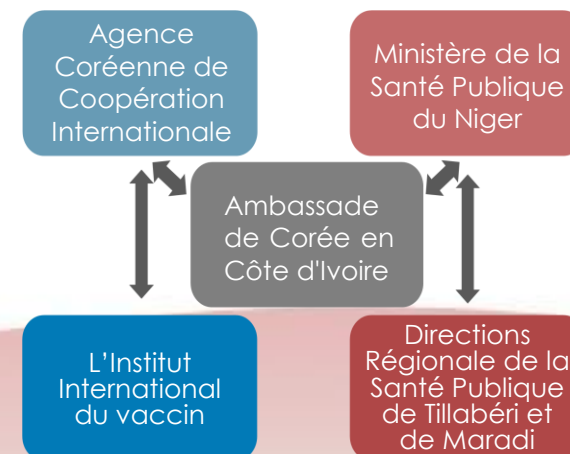 Agence
Coréenne de
Coopération
Internationale
Ministère de la
Santé Publique
du Niger
Ambassade
de Corée en
Côte d'Ivoire
L'Institut
International
du vaccin
Directions
Régionale de la
Santé Publique
de Tillabéri et
de Maradi